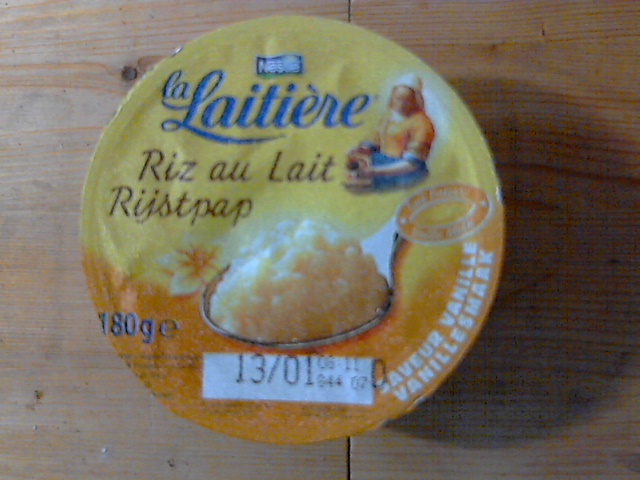 Nestlé
la
Laitière
Riz au Lait
Rijstpap
180g e
SAVEUR VANILLE
VANILLESMAAK
13/01